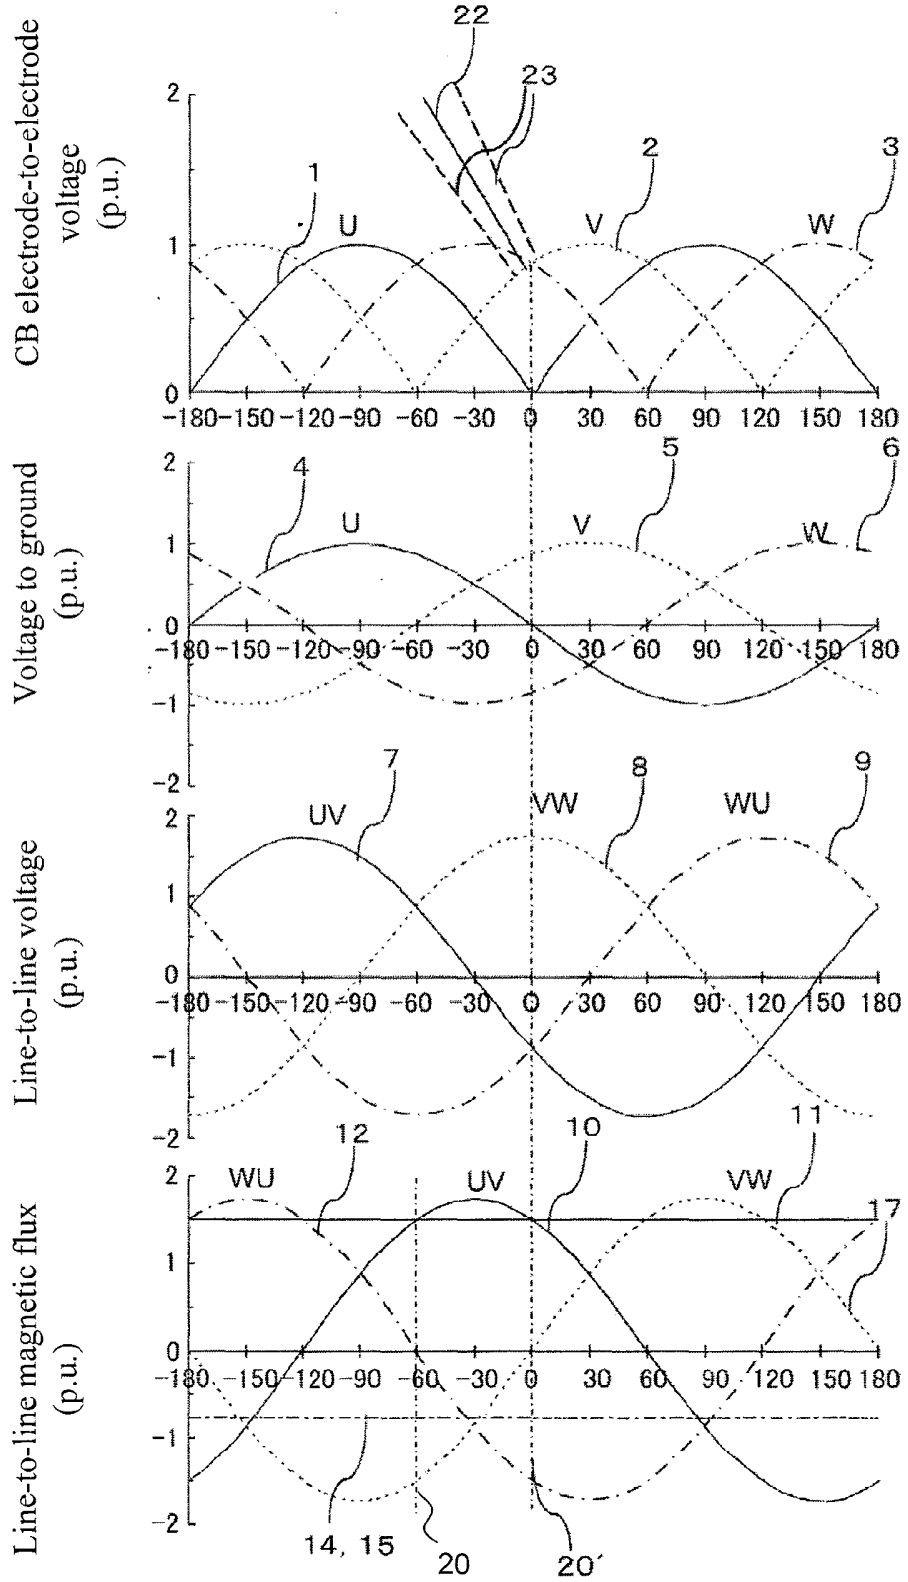 22
23
1
2
3
CB electrode-to-electrode
voltage
(p.u.)
2
1
0
U
V
W
-180 -150 -120 -90 -60 -30 0 30 60 90 120 150 180
4
5
6
Voltage to ground
(p.u.)
2
1
0
-1
-2
U
V
W
-180 -150 -120 -90 -60 -30 0 30 60 90 120 150 180
7
8
9
Line-to-line voltage
(p.u.)
2
1
0
-1
-2
UV
VW
WU
-180 -150 -120 -90 -60 -30 0 30 60 90 120 150 180
12
10
11
17
Line-to-line magnetic flux
(p.u.)
2
1
0
-1
-2
WU
UV
VW
-180 -150 -120 -90 -60 -30 0 30 60 90 120 150 180
14, 15
20
20′